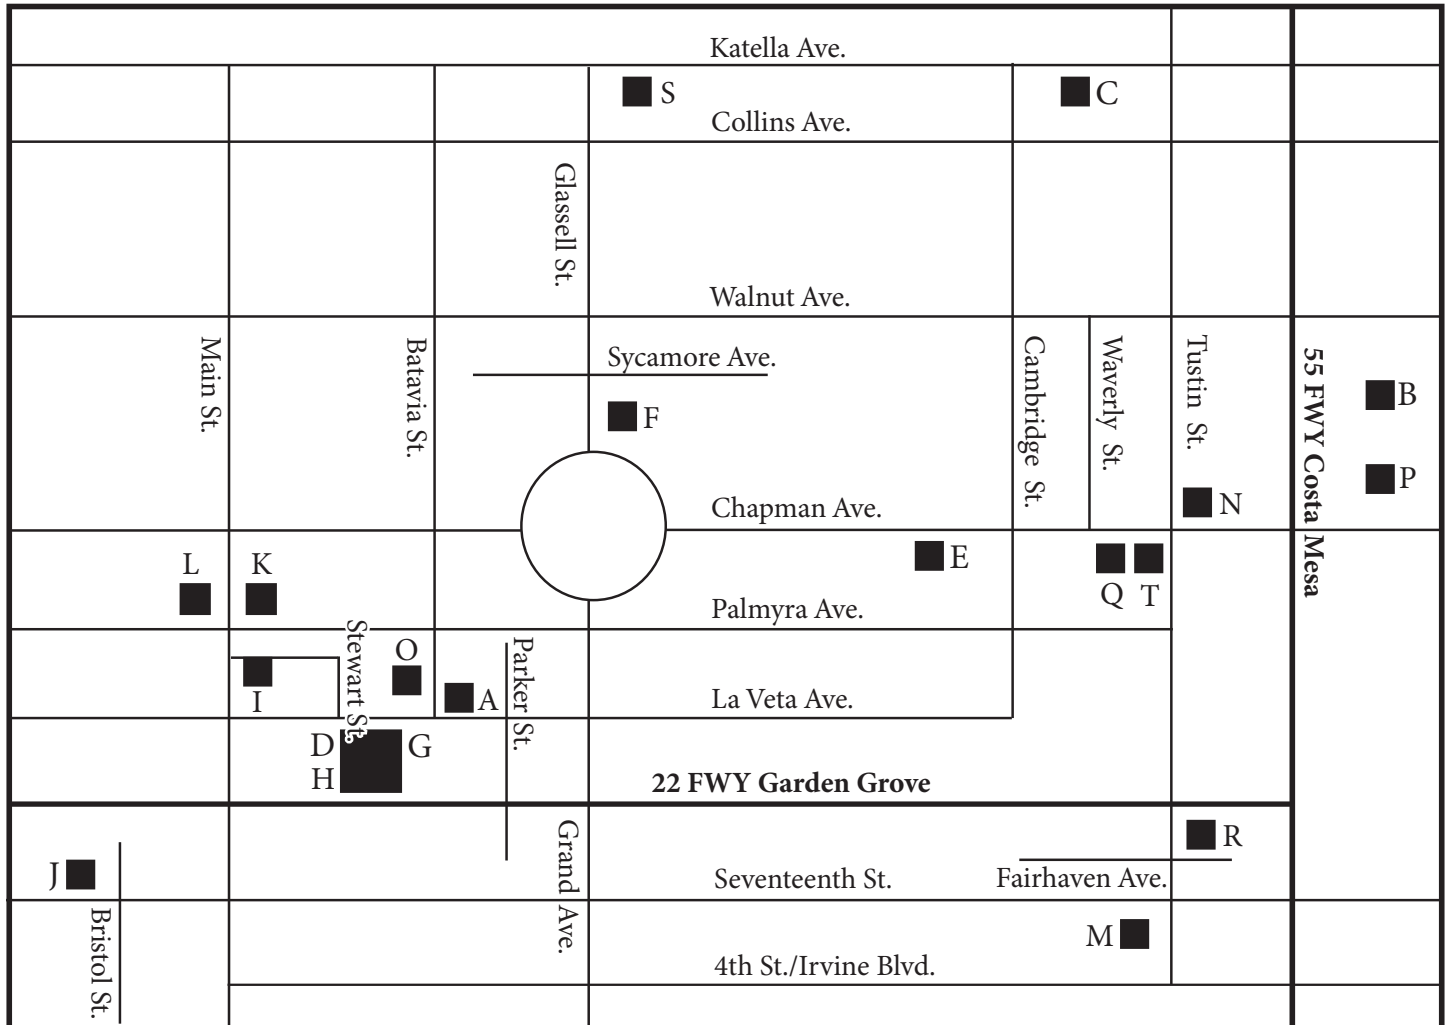 Katella Ave.
S
C
Collins Ave.
Glassell St.
Walnut Ave.
Main St.
Batavia St.
Sycamore Ave.
Cambridge St.
Waverly St.
Tustin St.
55 FWY Costa Mesa
B
F
P
Chapman Ave.
N
L
K
E
Q
T
Palmyra Ave.
Stewart St.
O
Parker St.
I
A
La Veta Ave.
D
G
H
22 FWY Garden Grove
Grand Ave.
R
J
Seventeenth St.
Fairhaven Ave.
Bristol St.
M
4th St./Irvine Blvd.